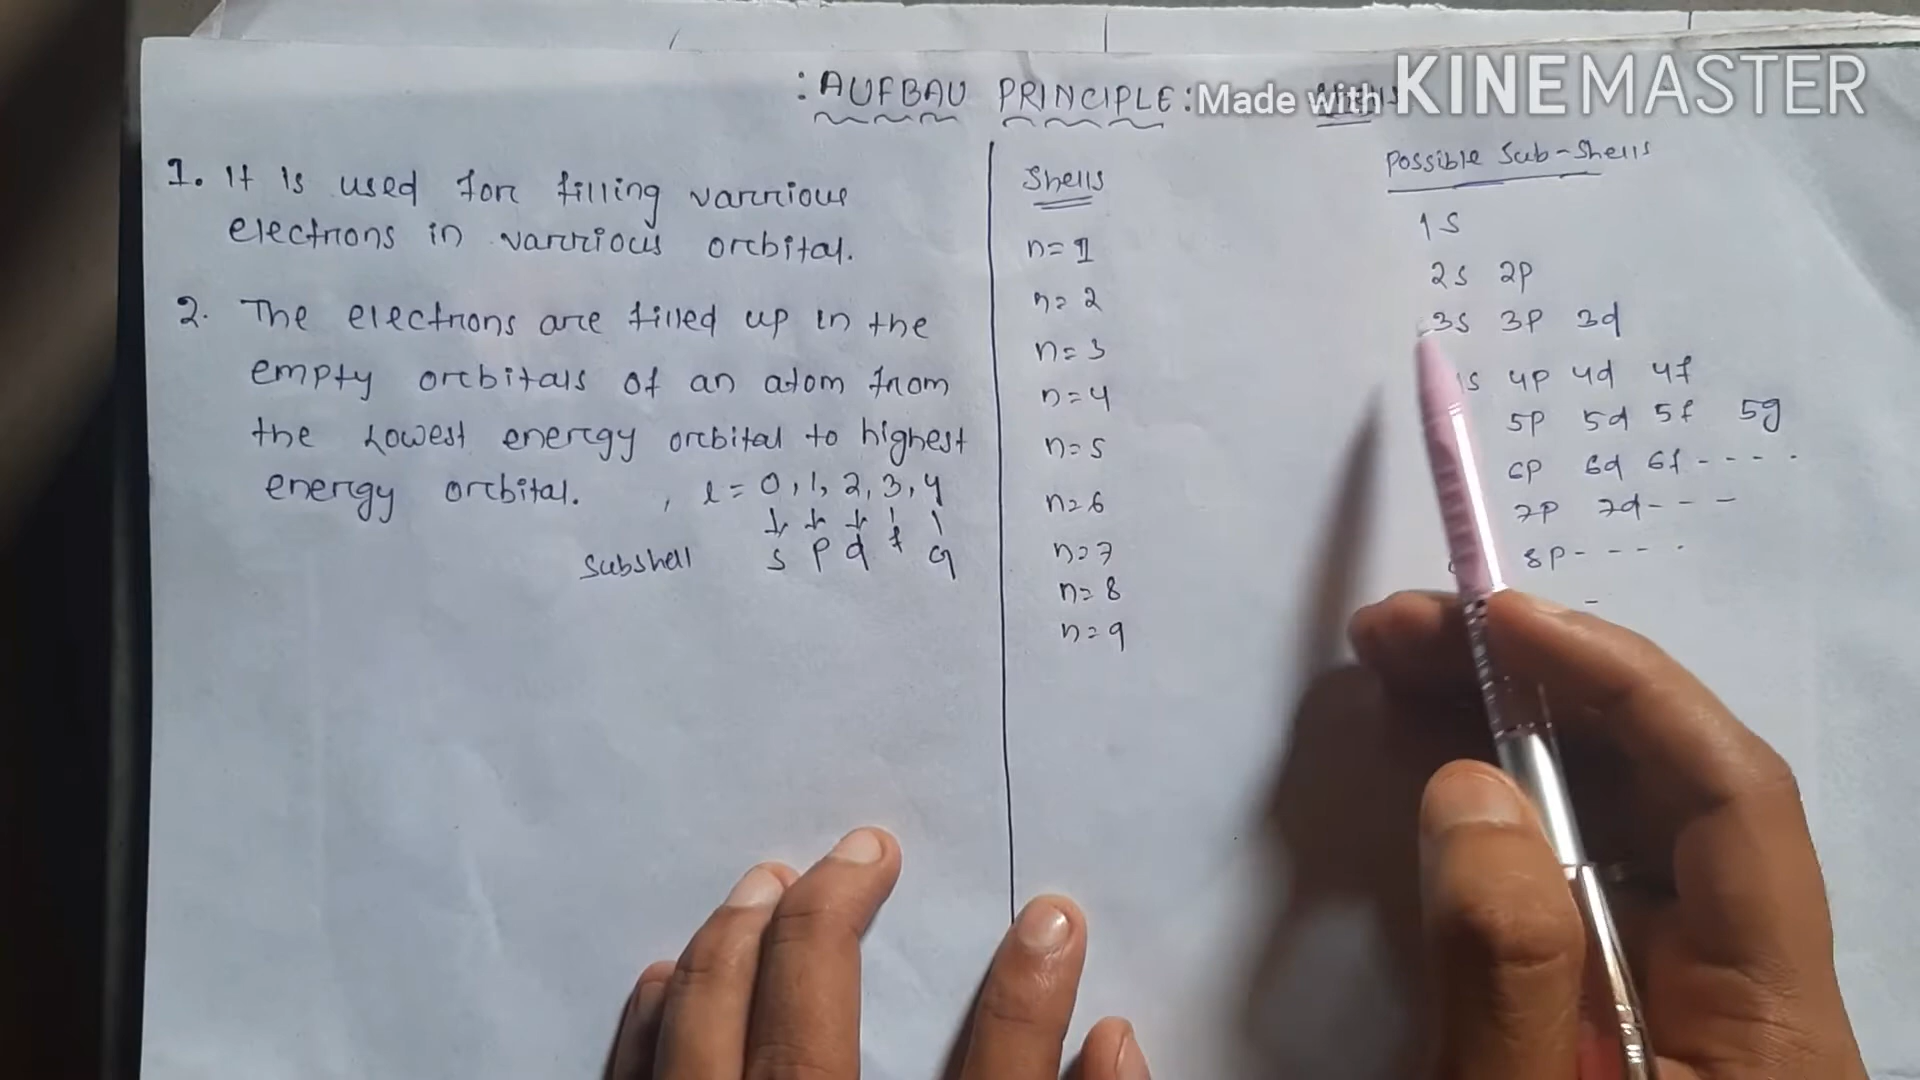 : AUFBAU PRINCIPLE :
Made with KINEMASTER
1. It is used for filling varrious
electrons in varrious orbital.
2. The electrons are filled up in the
empty orbitals of an atom from
the Lowest energy orbital to highest
energy orbital. , l = 0, 1, 2, 3, 4
Subshell s p d f g
Shells
n = 1
n = 2
n = 3
n = 4
n = 5
n = 6
n = 7
n = 8
n = 9
Possible Sub-Shells
1s
2s 2p
3s 3p 3d
s 4p 4d 4f
5p 5d 5f 5g
6p 6d 6f - - - -
7p 7d - - -
8p - - - -
-